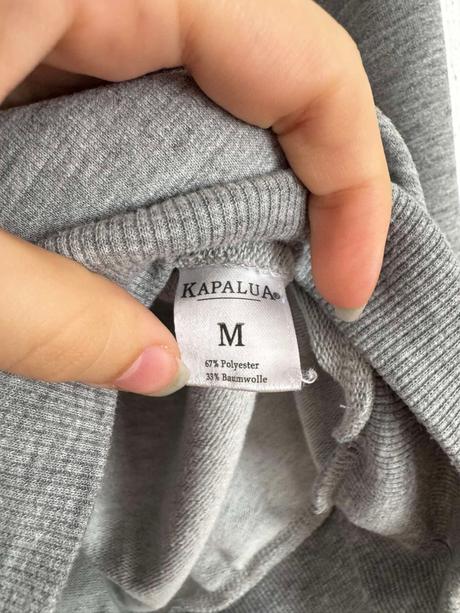 KAPALUA®
M
67% Polyester
33% Baumwolle